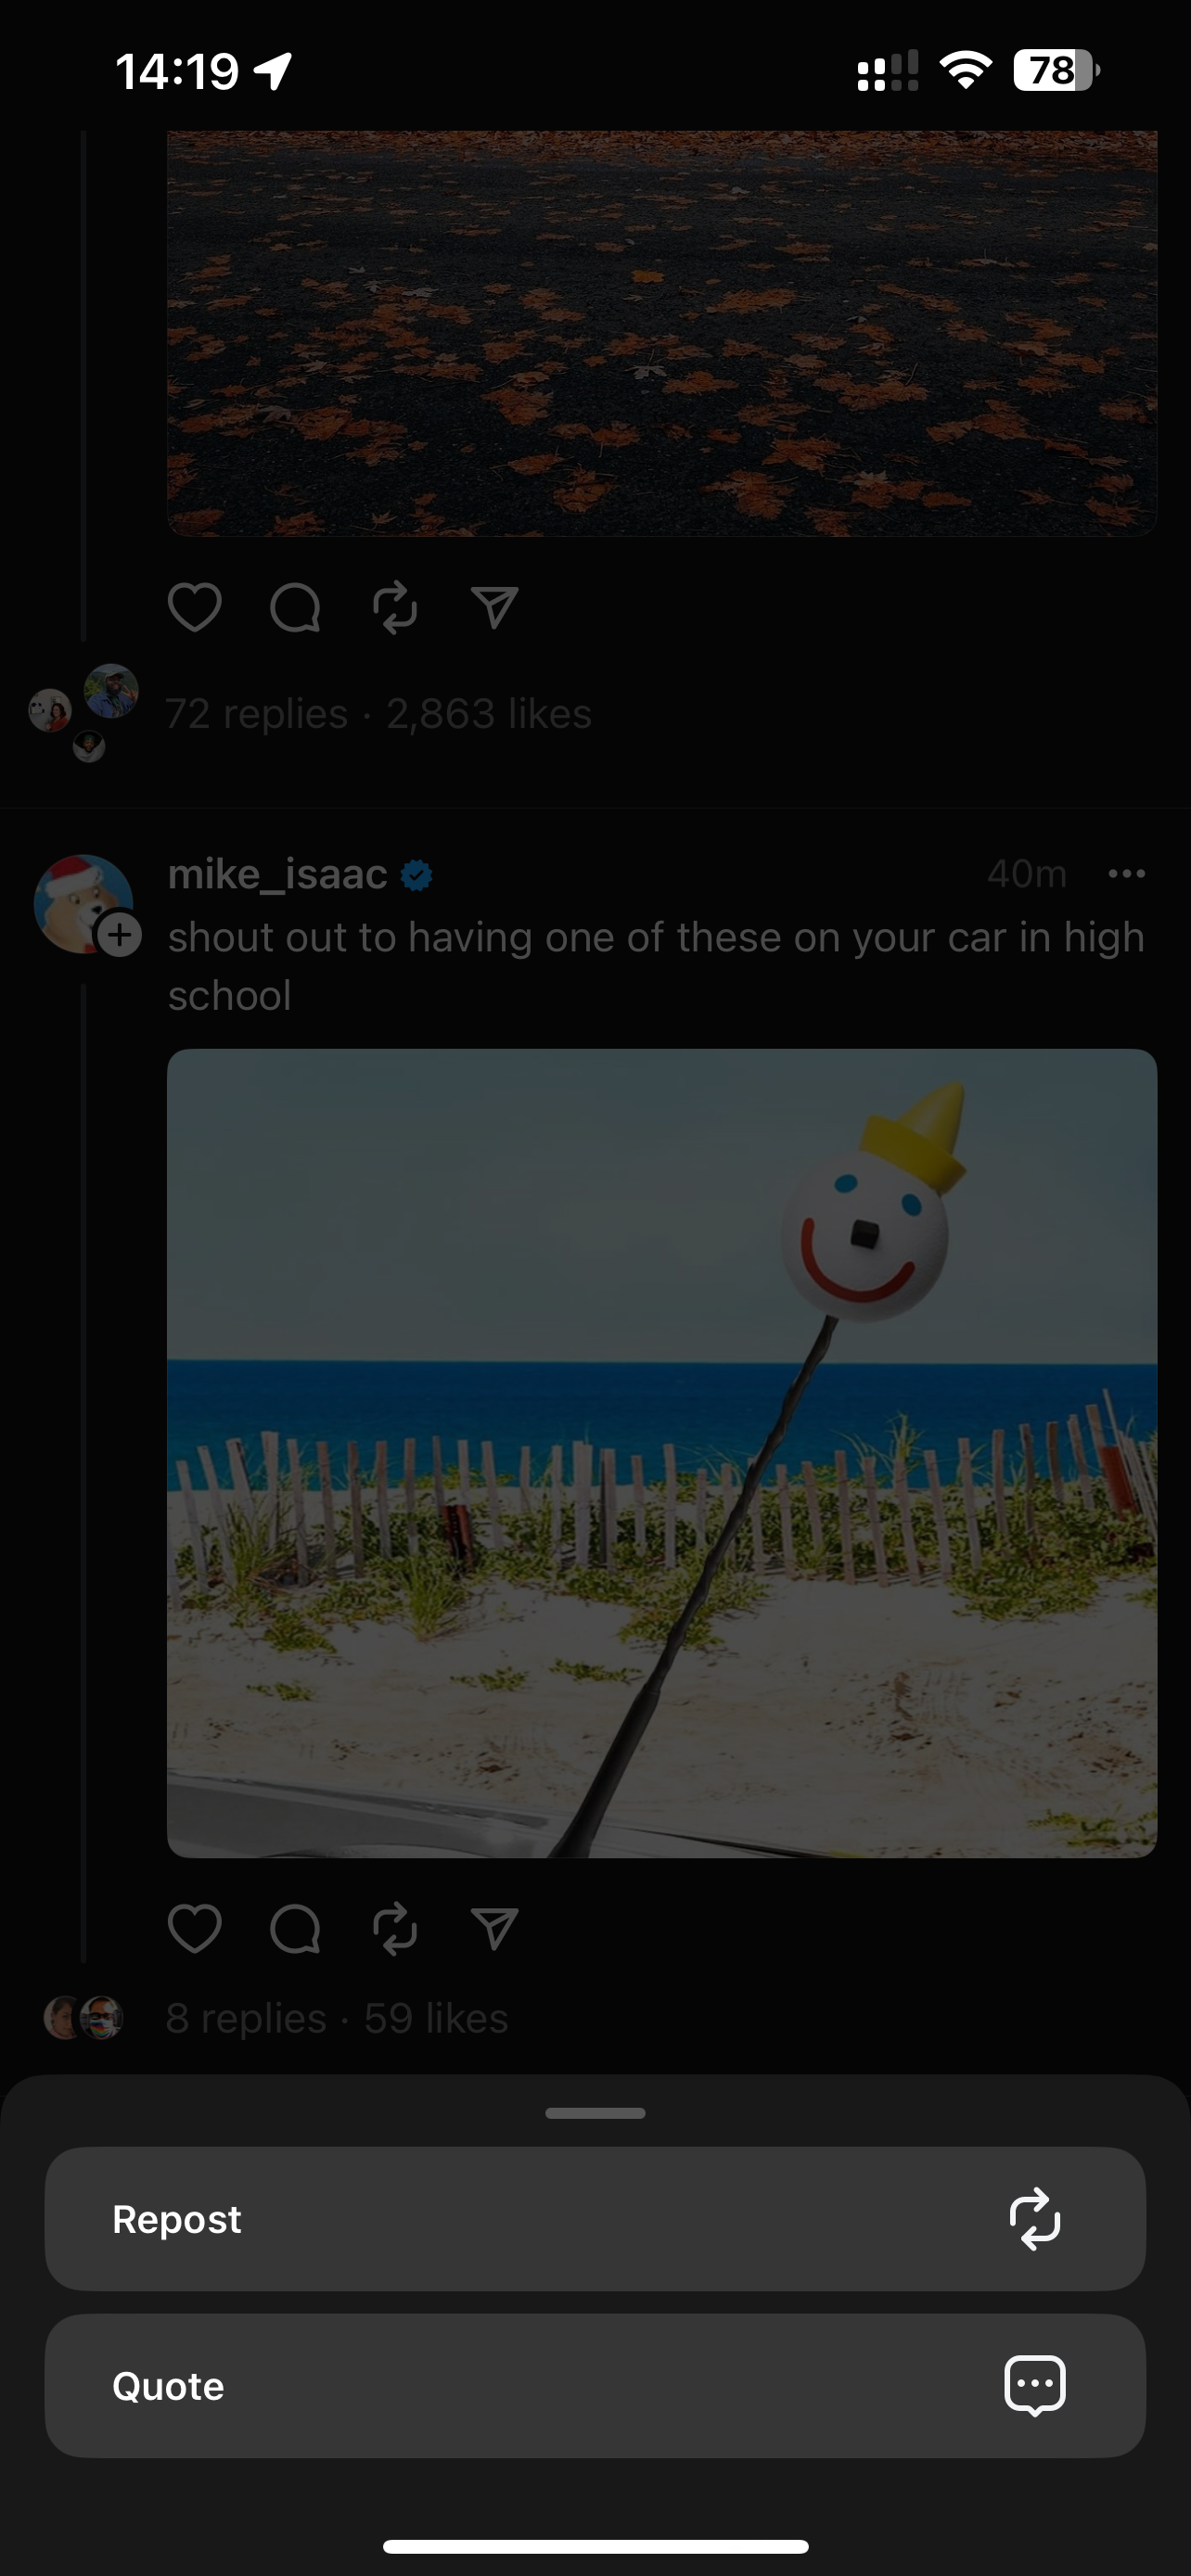 14:19
78
72 replies · 2,863 likes
mike_isaac
40m
shout out to having one of these on your car in high
school
8 replies · 59 likes
Repost
Quote